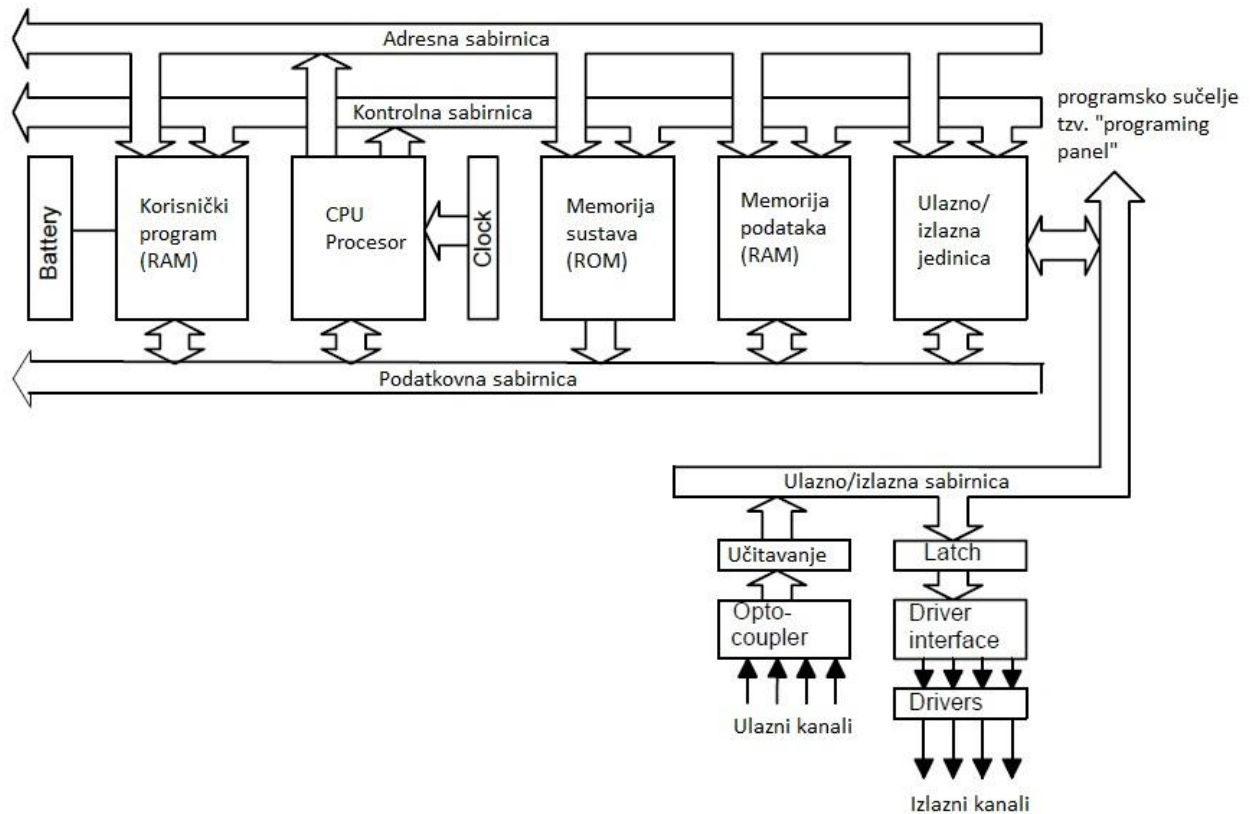 Adresna sabirnica
Kontrolna sabirnica
programsko sučelje
tzv. "programing
panel"
Battery
Korisnički
program
(RAM)
CPU
Procesor
Clock
Memorija
sustava
(ROM)
Memorija
podataka
(RAM)
Ulazno/
izlazna
jedinica
Podatkovna sabirnica
Ulazno/izlazna sabirnica
Učitavanje
Latch
Opto-
coupler
Driver
interface
Drivers
Ulazni kanali
Izlazni kanali